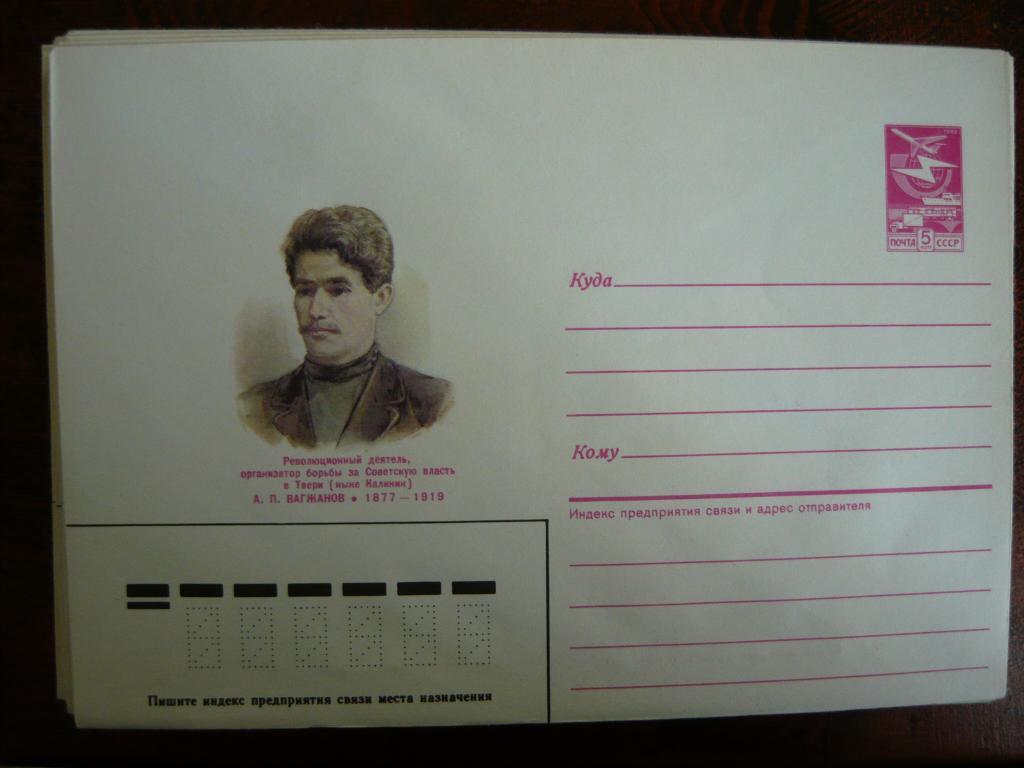 ПОЧТА 5 КОП СССР
Куда
Кому
Индекс предприятия связи и адрес отправителя
Революционный деятель,
организатор борьбы за Советскую власть
в Твери (ныне Калинин)
А. П. ВАГЖАНОВ • 1877 — 1919
Пишите индекс предприятия связи места назначения